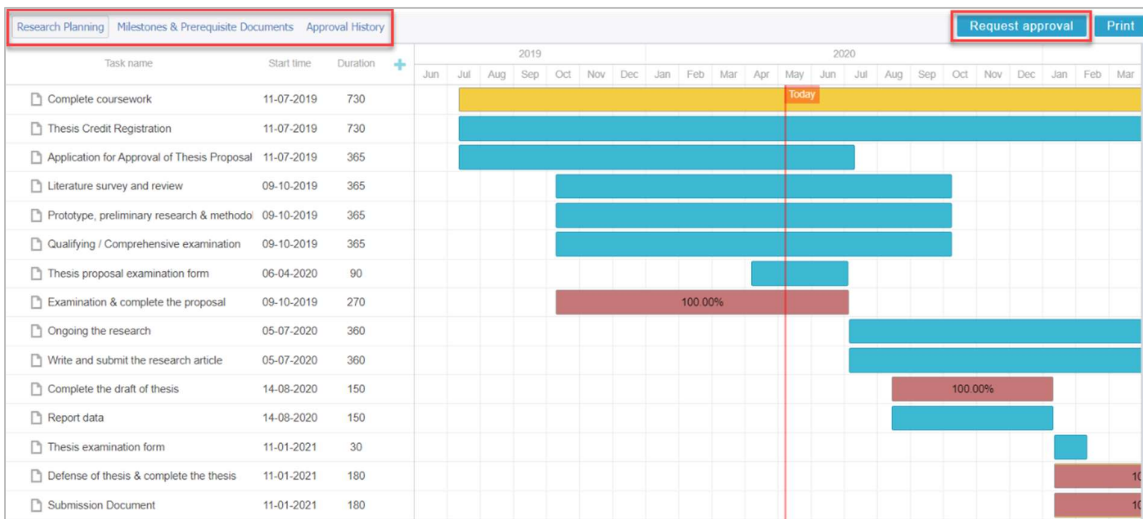 Research Planning Milestones & Prerequisite Documents Approval History Request approval Print
2019 2020
Task name Start time Duration + Jun Jul Aug Sep Oct Nov Dec Jan Feb Mar Apr May Jun Jul Aug Sep Oct Nov Dec Jan Feb Mar
Today
Complete coursework 11-07-2019 730
Thesis Credit Registration 11-07-2019 730
Application for Approval of Thesis Proposal 11-07-2019 365
Literature survey and review 09-10-2019 365
Prototype, preliminary research & methodol 09-10-2019 365
Qualifying / Comprehensive examination 09-10-2019 365
Thesis proposal examination form 06-04-2020 90
Examination & complete the proposal 09-10-2019 270 100.00%
Ongoing the research 05-07-2020 360
Write and submit the research article 05-07-2020 360
Complete the draft of thesis 14-08-2020 150 100.00%
Report data 14-08-2020 150
Thesis examination form 11-01-2021 30
Defense of thesis & complete the thesis 11-01-2021 180
Submission Document 11-01-2021 180